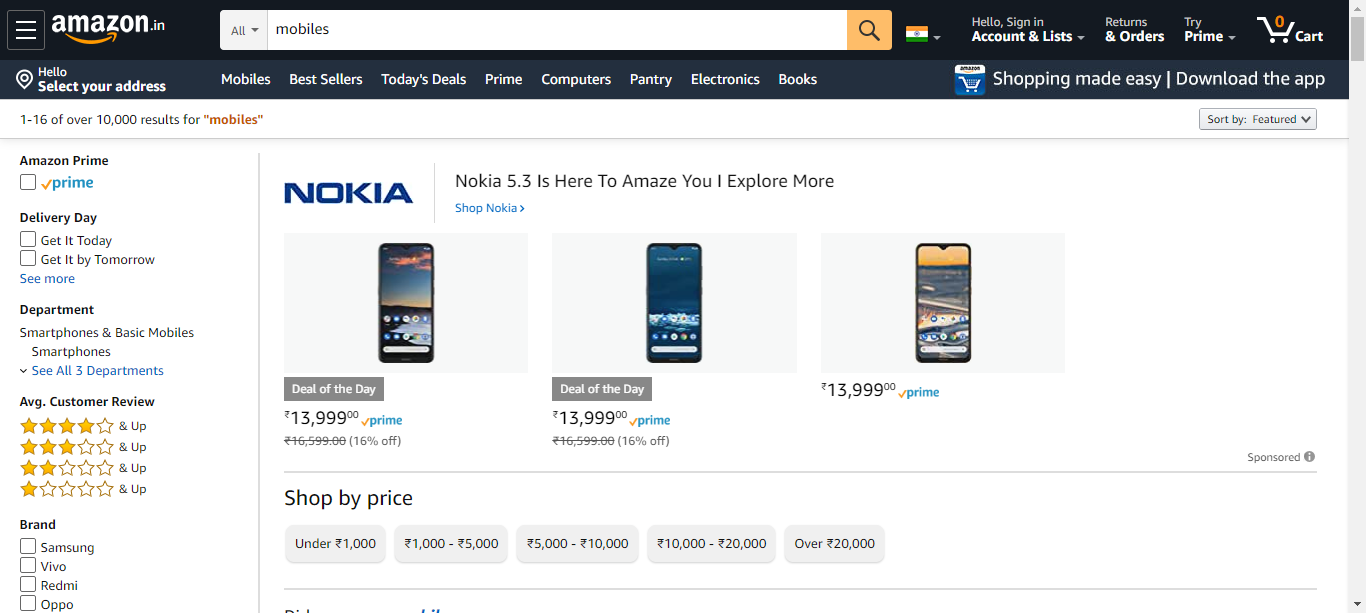 amazon.in
All
mobiles
Hello, Sign in
Account & Lists
Returns
& Orders
Try
Prime
0
Cart
Hello
Select your address
Mobiles
Best Sellers
Today's Deals
Prime
Computers
Pantry
Electronics
Books
amazon
Shopping made easy | Download the app
1-16 of over 10,000 results for "mobiles"
Sort by: Featured
Amazon Prime
prime
Delivery Day
Get It Today
Get It by Tomorrow
See more
Department
Smartphones & Basic Mobiles
Smartphones
See All 3 Departments
Avg. Customer Review
& Up
& Up
& Up
& Up
Brand
Samsung
Vivo
Redmi
Oppo
NOKIA
Nokia 5.3 Is Here To Amaze You I Explore More
Shop Nokia ›
Deal of the Day
₹13,99900 prime
₹16,599.00 (16% off)
Deal of the Day
₹13,99900 prime
₹16,599.00 (16% off)
₹13,99900 prime
Sponsored
Shop by price
Under ₹1,000
₹1,000 - ₹5,000
₹5,000 - ₹10,000
₹10,000 - ₹20,000
Over ₹20,000